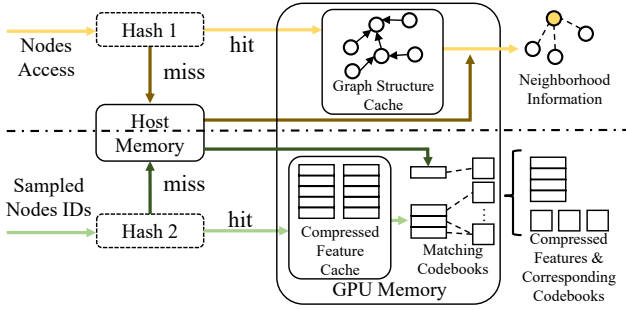 Hash 1
Nodes
Access
hit
miss
Graph Structure
Cache
Neighborhood
Information
Host
Memory
Sampled
Nodes IDs
miss
Hash 2
hit
Compressed
Feature
Cache
Matching
Codebooks
GPU Memory
Compressed
Features &
Corresponding
Codebooks